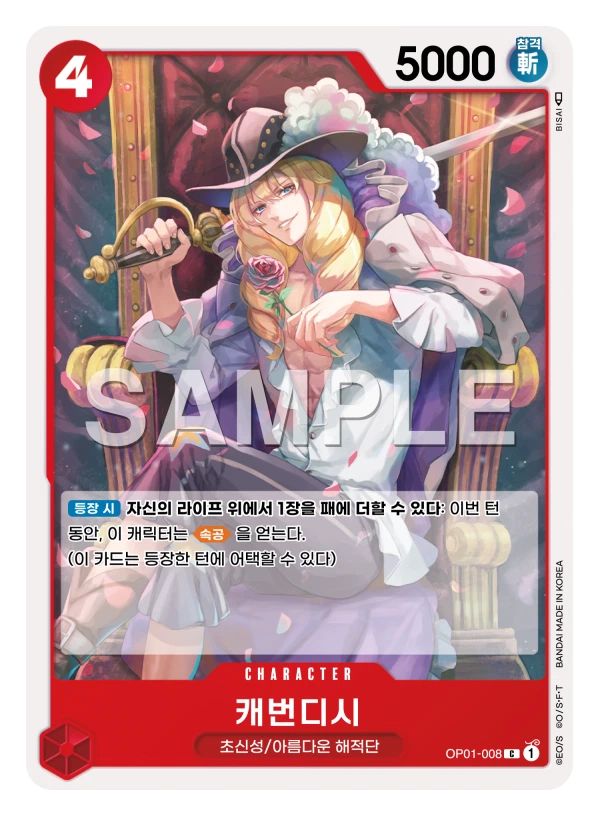 4
5000
참격
斬
BISAI
SAMPLE
등장 시 자신의 라이프 위에서 1장을 패에 더할 수 있다: 이번 턴
동안, 이 캐릭터는 속공 을 얻는다.
(이 카드는 등장한 턴에 어택할 수 있다)
CHARACTER
캐번디시
초신성/아름다운 해적단
OP01-008 C 1
©EO/S ©O/S·F·T BANDAI MADE IN KOREA